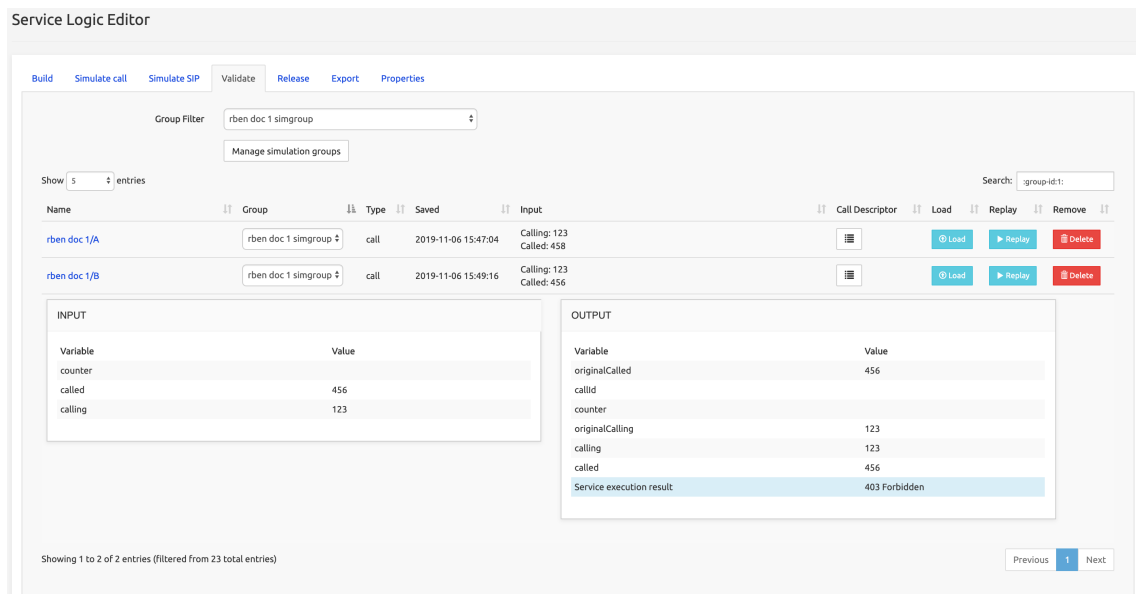 Service Logic Editor
Build Simulate call Simulate SIP Validate Release Export Properties
Group Filter rben doc 1 simgroup
Manage simulation groups
Show 5 entries Search: :group-id:1:
Name Group Type Saved Input Call Descriptor Load Replay Remove
rben doc 1/A rben doc 1 simgroup call 2019-11-06 15:47:04 Calling: 123 Load Replay Delete
Called: 458
rben doc 1/B rben doc 1 simgroup call 2019-11-06 15:49:16 Calling: 123 Load Replay Delete
Called: 456
INPUT
Variable Value
counter
called 456
calling 123
OUTPUT
Variable Value
originalCalled 456
callId
counter
originalCalling 123
calling 123
called 456
Service execution result 403 Forbidden
Showing 1 to 2 of 2 entries (filtered from 23 total entries) Previous 1 Next